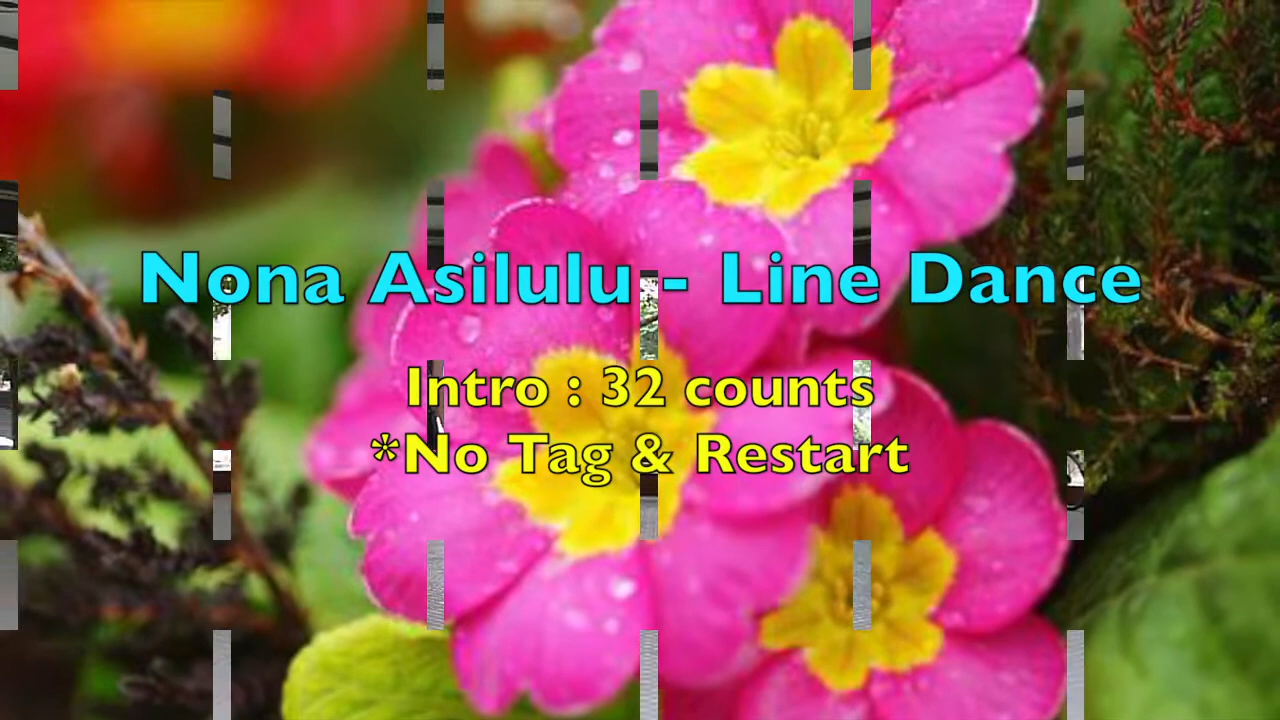 Nona Asilulu - Line Dance
Intro : 32 counts
*No Tag & Restart